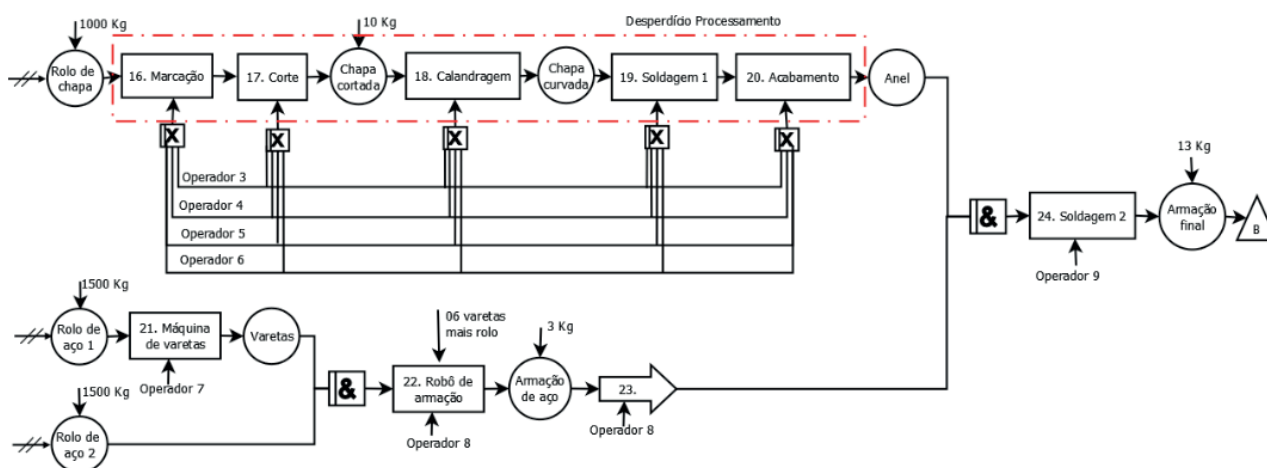 1000 Kg
10 Kg
Desperdício Processamento
Rolo de
chapa
16. Marcação
17. Corte
Chapa
cortada
18. Calandragem
Chapa
curvada
19. Soldagem 1
20. Acabamento
Anel
X
X
X
X
X
Operador 3
Operador 4
Operador 5
Operador 6
13 Kg
&
24. Soldagem 2
Armação
final
B
Operador 9
1500 Kg
Rolo de
aço 1
21. Máquina
de varetas
Varetas
Operador 7
06 varetas
mais rolo
3 Kg
&
22. Robô de
armação
Armação
de aço
23.
Operador 8
Operador 8
1500 Kg
Rolo de
aço 2